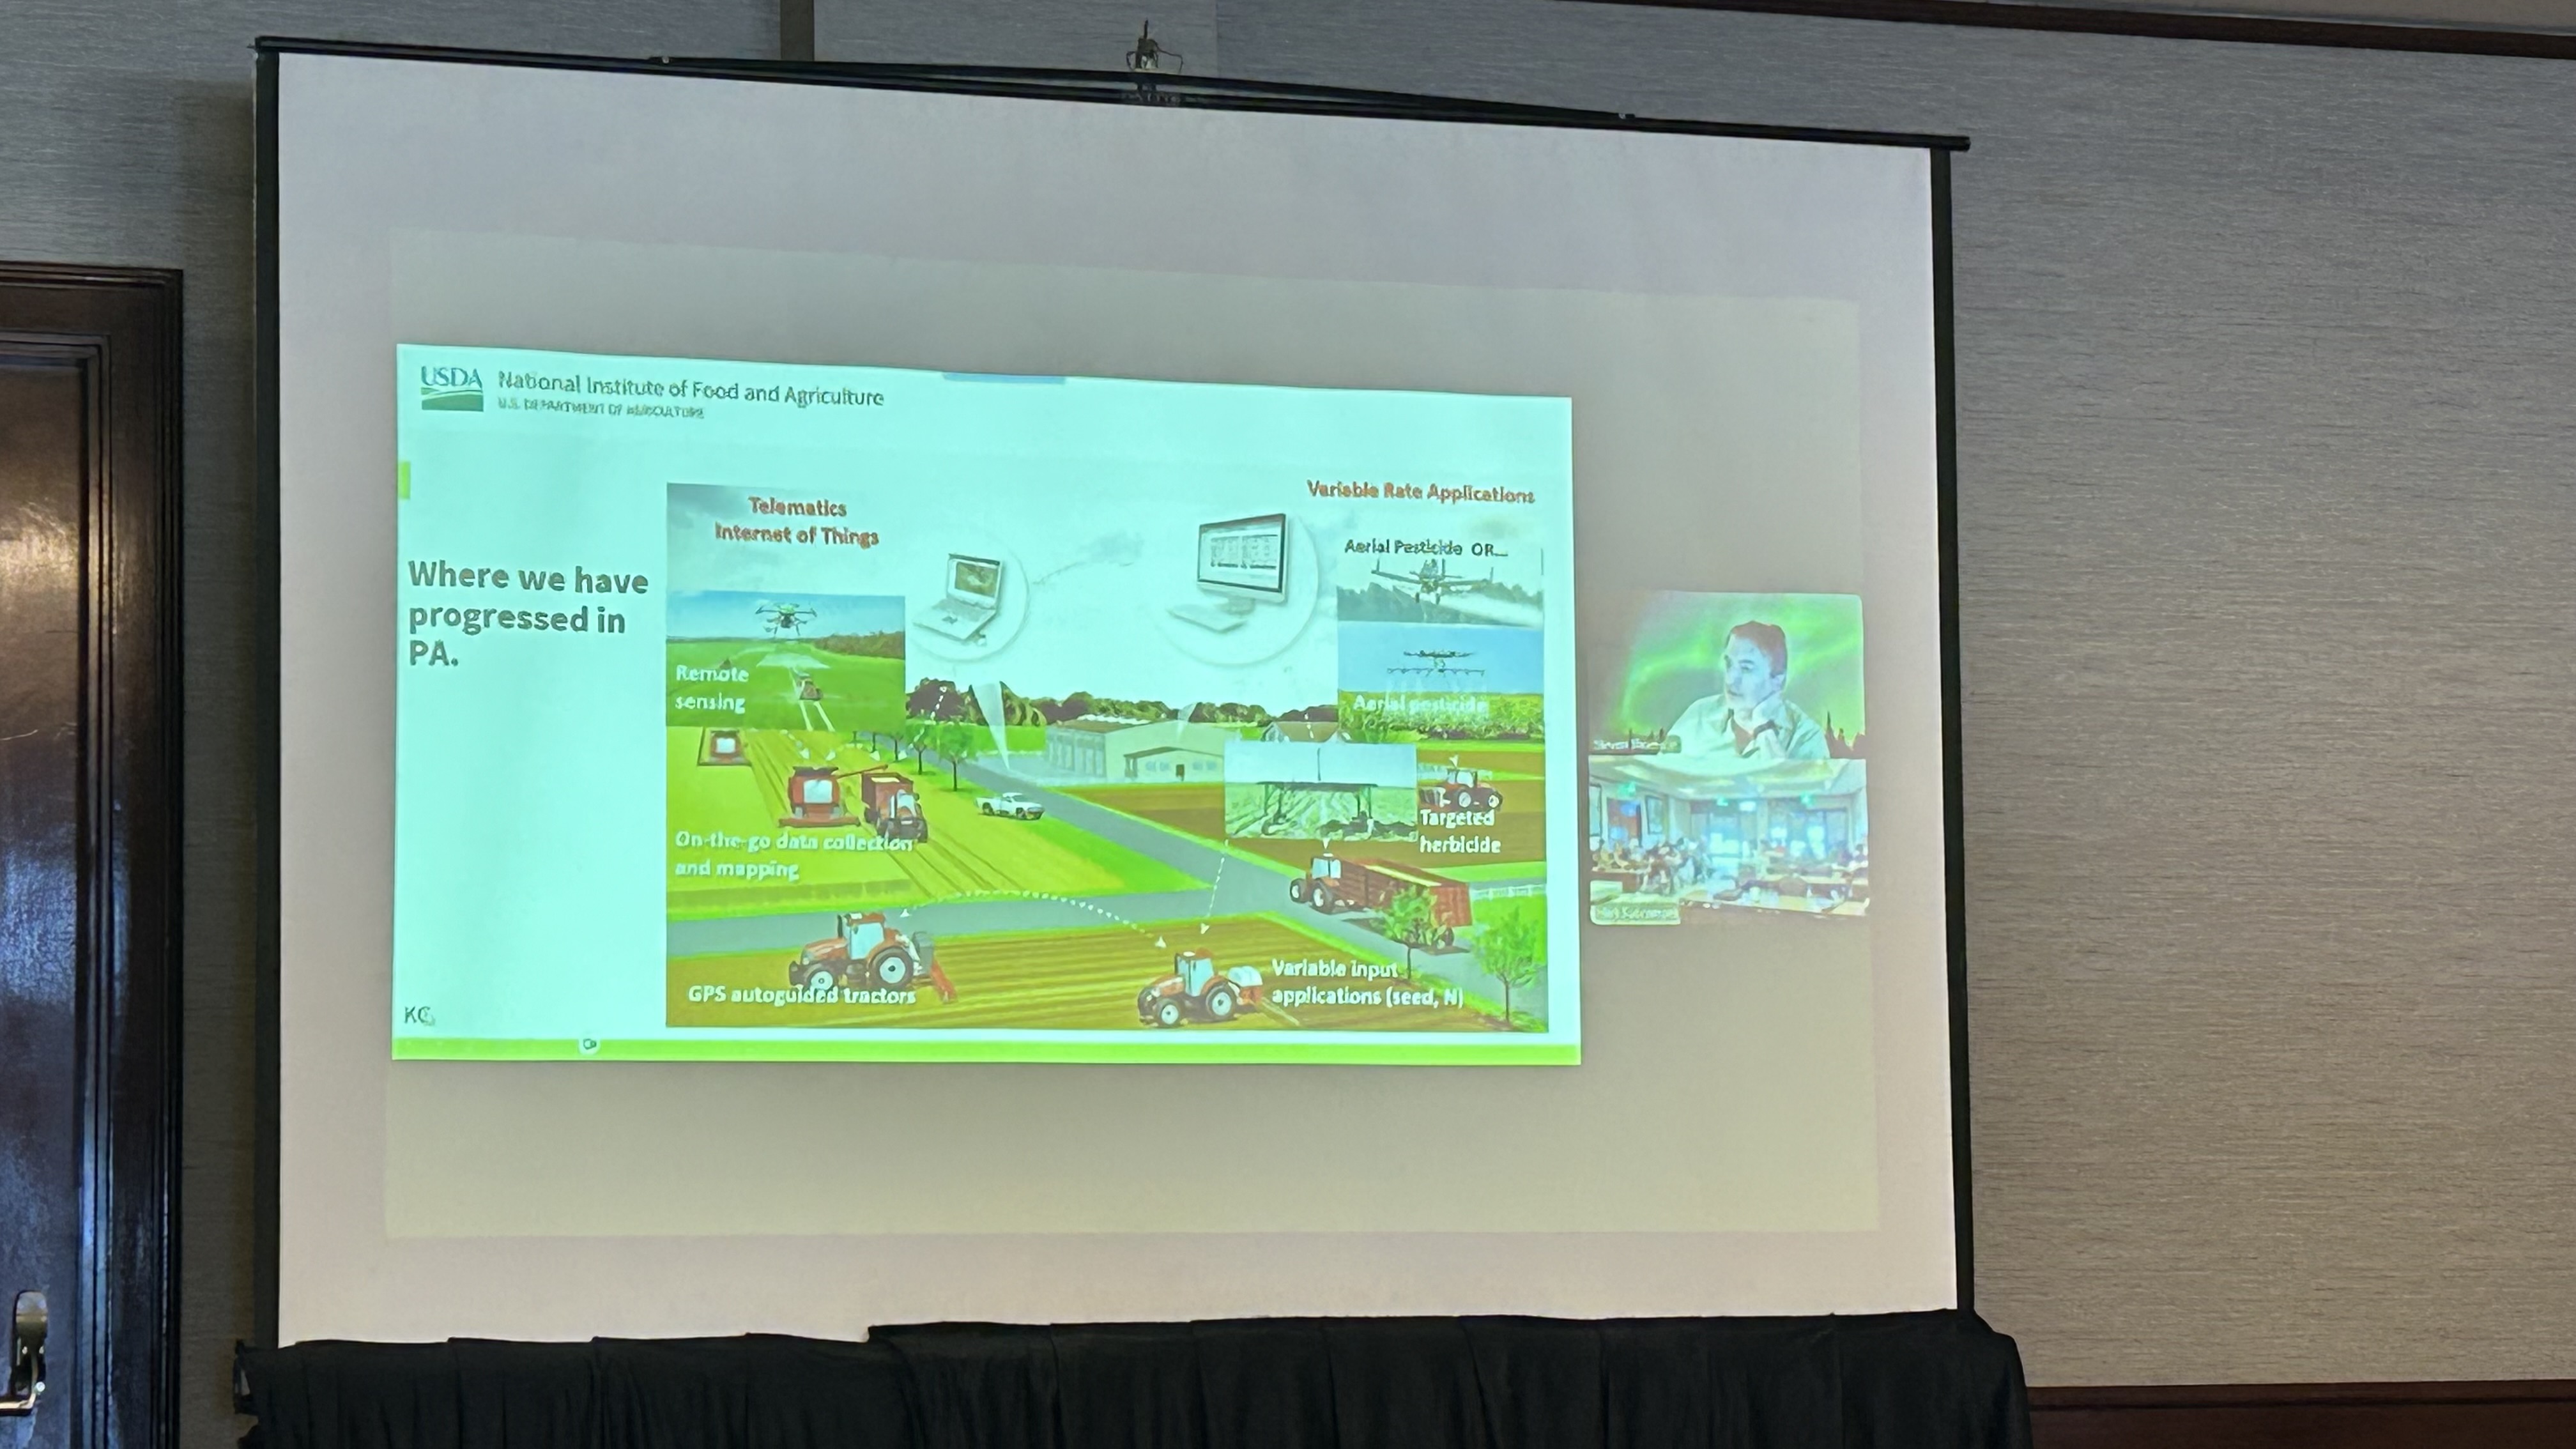 USDA
National Institute of Food and Agriculture
U.S. DEPARTMENT OF AGRICULTURE
Where we have
progressed in
PA.
Telematics
Internet of Things
Variable Rate Applications
Aerial Pesticide OR...
Remote
sensing
Aerial pesticide
On-the-go data collection
and mapping
Targeted
herbicide
GPS autoguided tractors
Variable input
applications (seed, N)